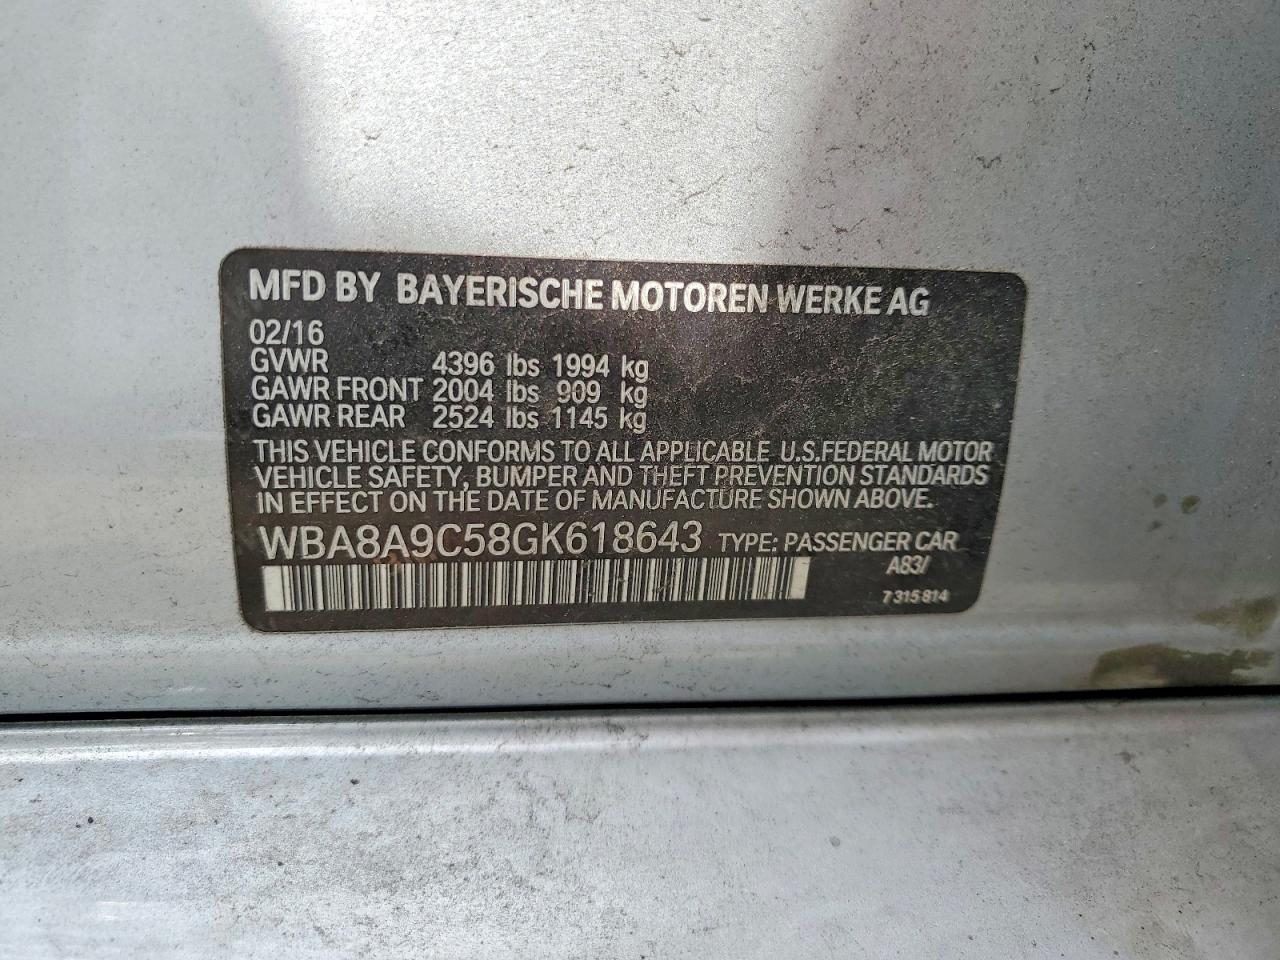 MFD BY BAYERISCHE MOTOREN WERKE AG
02/16
GVWR 4396 lbs 1994 kg
GAWR FRONT 2004 lbs 909 kg
GAWR REAR 2524 lbs 1145 kg
THIS VEHICLE CONFORMS TO ALL APPLICABLE U.S.FEDERAL MOTOR
VEHICLE SAFETY, BUMPER AND THEFT PREVENTION STANDARDS
IN EFFECT ON THE DATE OF MANUFACTURE SHOWN ABOVE.
WBA8A9C58GK618643 TYPE: PASSENGER CAR
A83/
7 315 814